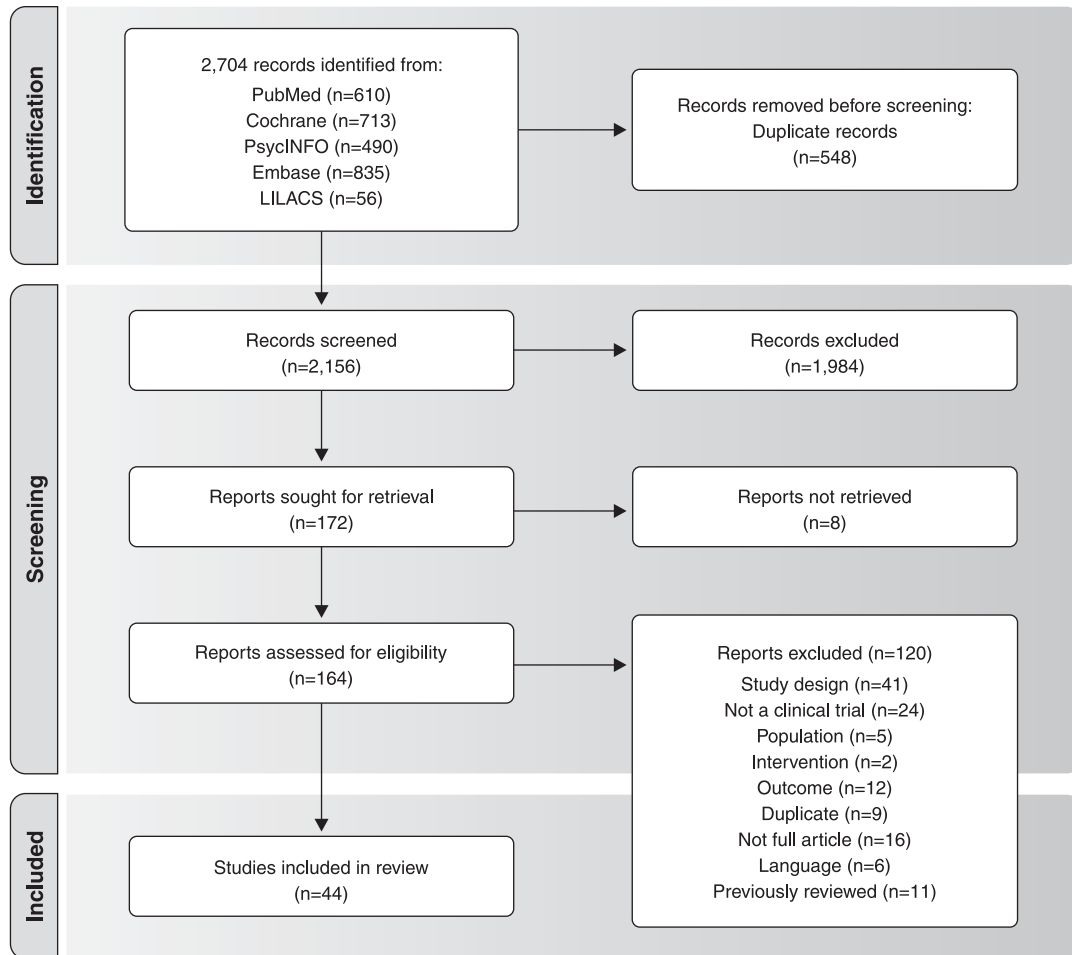 Identification
2,704 records identified from:
PubMed (n=610)
Cochrane (n=713)
PsycINFO (n=490)
Embase (n=835)
LILACS (n=56)
Records removed before screening:
Duplicate records
(n=548)
Screening
Records screened
(n=2,156)
Records excluded
(n=1,984)
Reports sought for retrieval
(n=172)
Reports not retrieved
(n=8)
Reports assessed for eligibility
(n=164)
Reports excluded (n=120)
Study design (n=41)
Not a clinical trial (n=24)
Population (n=5)
Intervention (n=2)
Outcome (n=12)
Duplicate (n=9)
Not full article (n=16)
Language (n=6)
Previously reviewed (n=11)
Included
Studies included in review
(n=44)